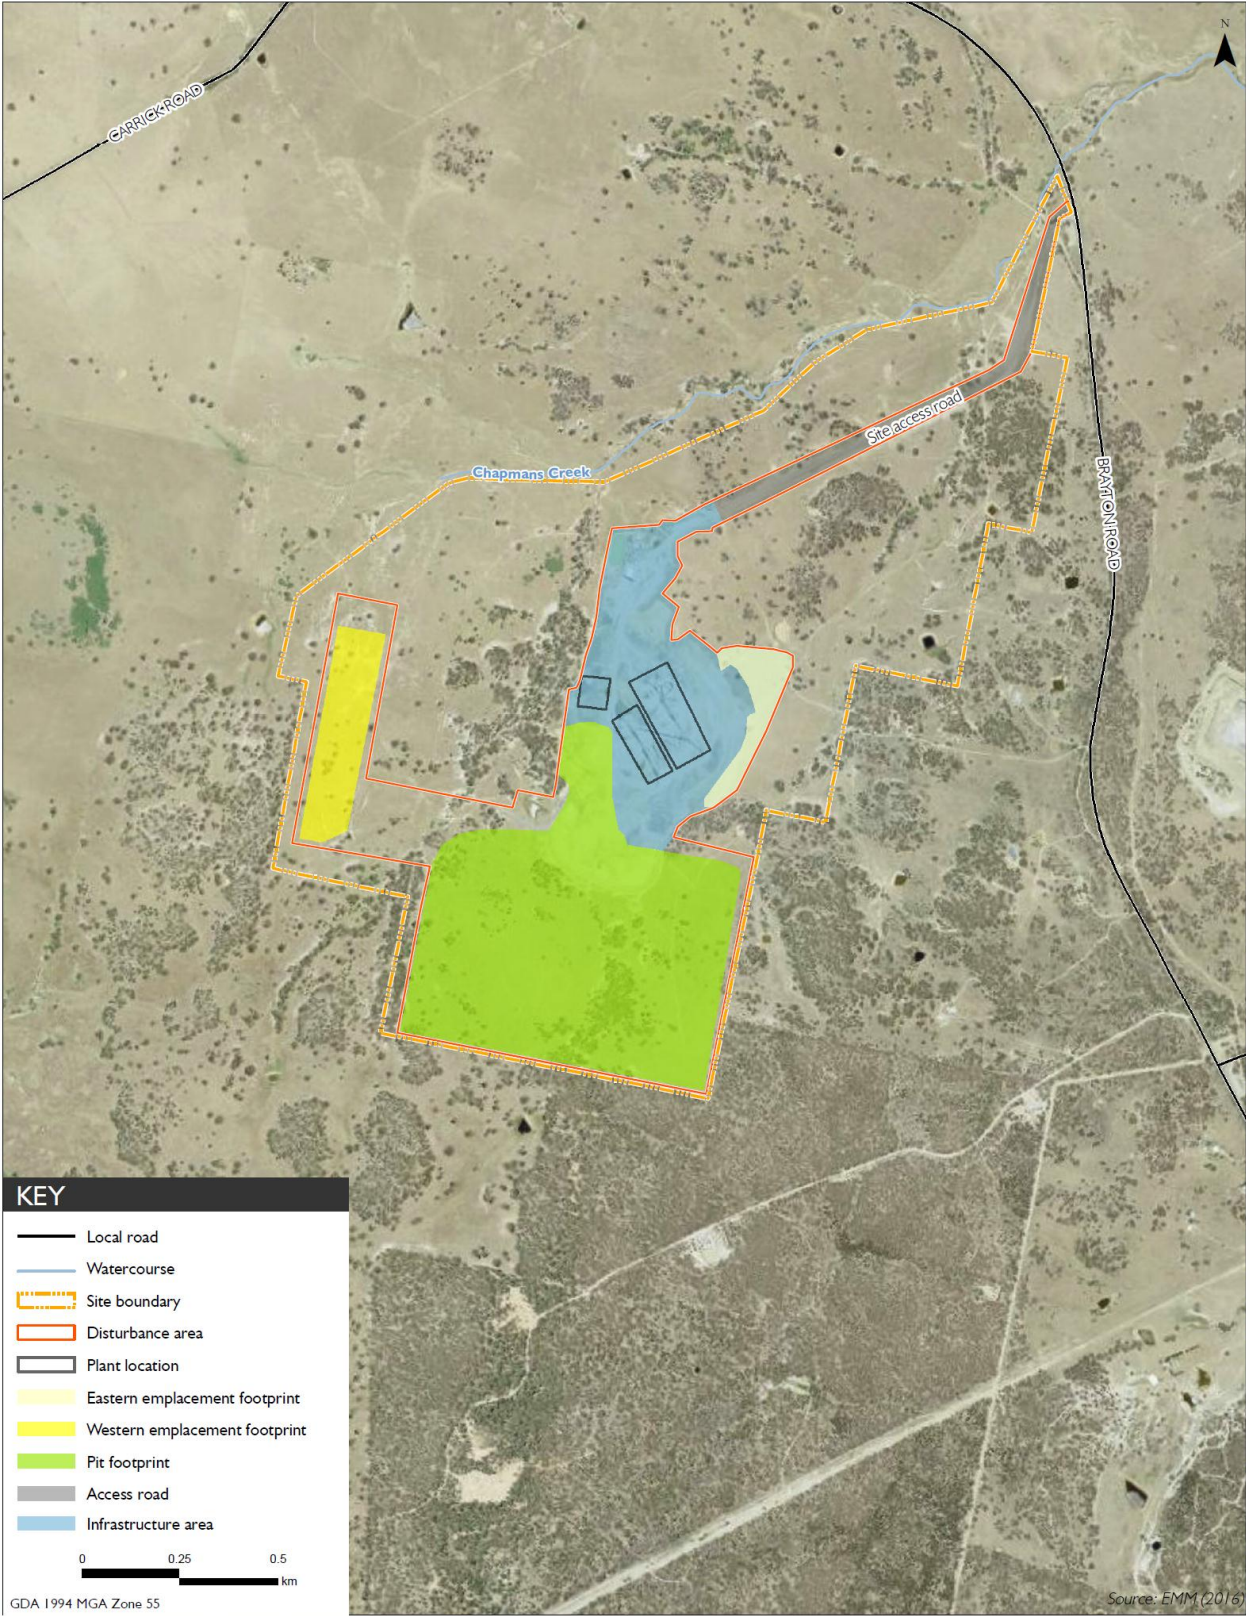 N
CARRICK ROAD
Site access road
Chapmans Creek
BRAYTON ROAD
KEY
Local road
Watercourse
Site boundary
Disturbance area
Plant location
Eastern emplacement footprint
Western emplacement footprint
Pit footprint
Access road
Infrastructure area
0 0.25 0.5
km
GDA 1994 MGA Zone 55
Source: EMM (2016)